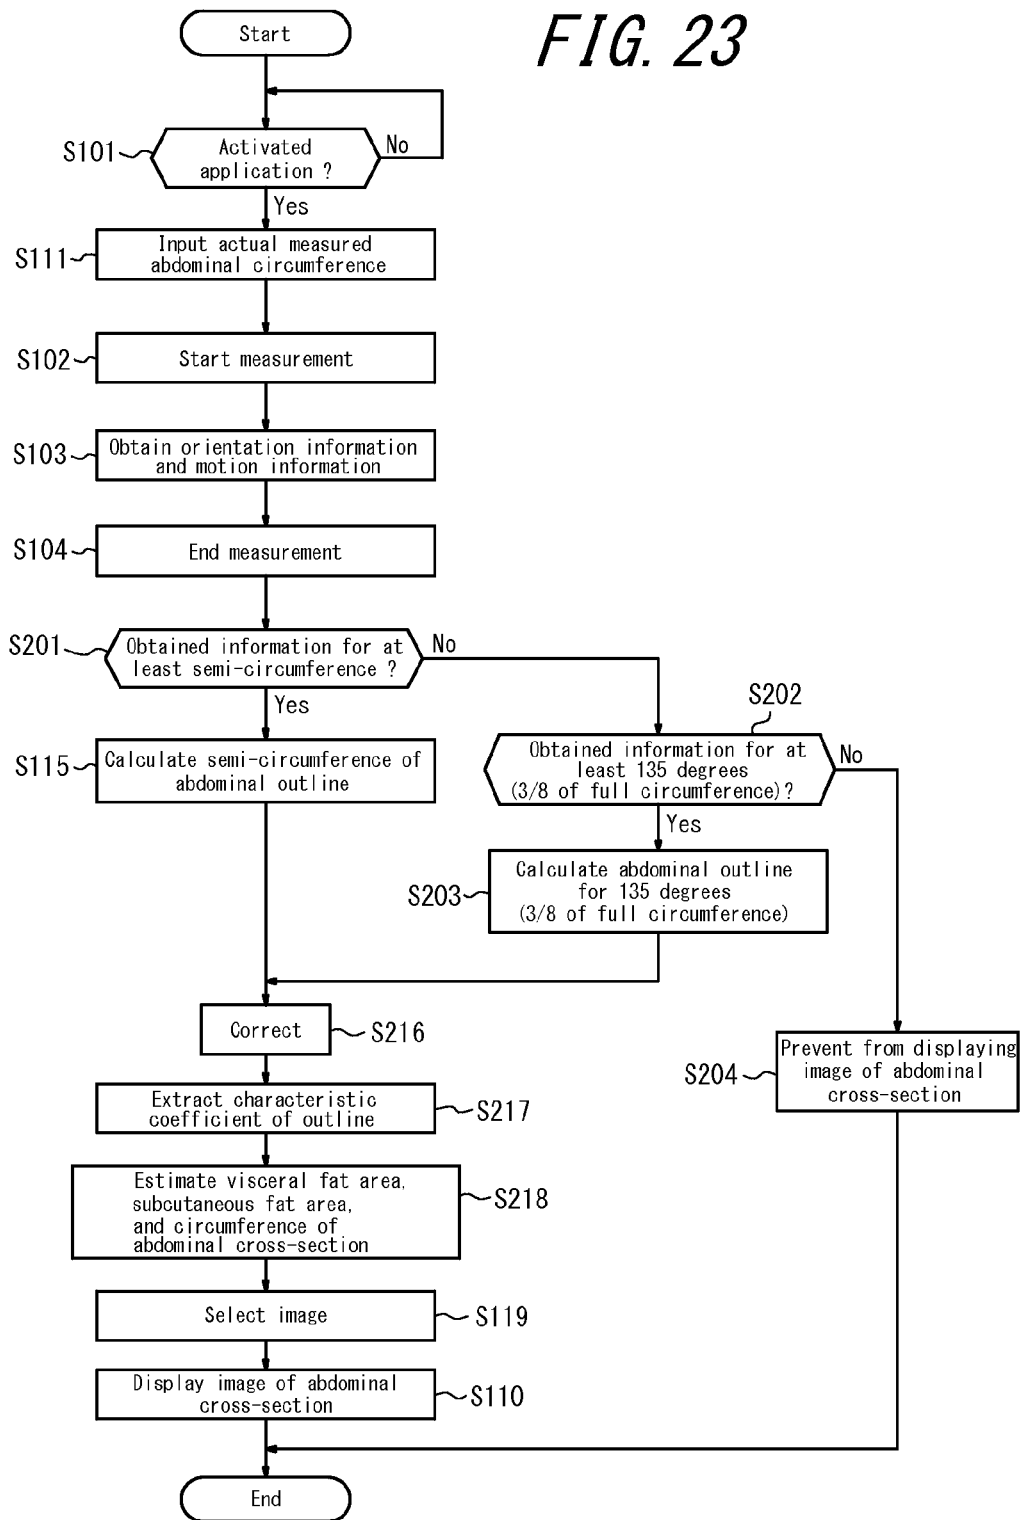 Start
FIG. 23
S101
Activated
application ?
No
Yes
S111
Input actual measured
abdominal circumference
S102
Start measurement
S103
Obtain orientation information
and motion information
S104
End measurement
S201
Obtained information for at
least semi-circumference ?
No
Yes
S202
Obtained information for at
least 135 degrees
(3/8 of full circumference)?
No
Yes
S115
Calculate semi-circumference of
abdominal outline
S203
Calculate abdominal outline
for 135 degrees
(3/8 of full circumference)
Correct
S216
S204
Prevent from displaying
image of abdominal
cross-section
Extract characteristic
coefficient of outline
S217
Estimate visceral fat area,
subcutaneous fat area,
and circumference of
abdominal cross-section
S218
Select image
S119
Display image of abdominal
cross-section
S110
End